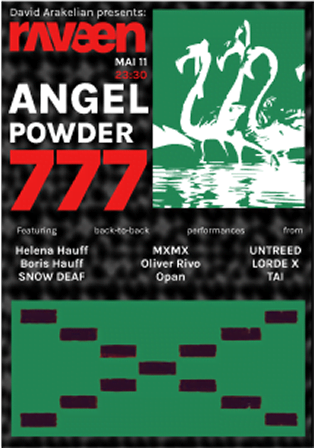 David Arakelian presents:
raveen
MAI 11
23:30
ANGEL
POWDER
777
Featuring back-to-back performances from
Helena Hauff MXMX UNTREED
Boris Hauff Oliver Rivo LORDE X
SNOW DEAF Opan TAI